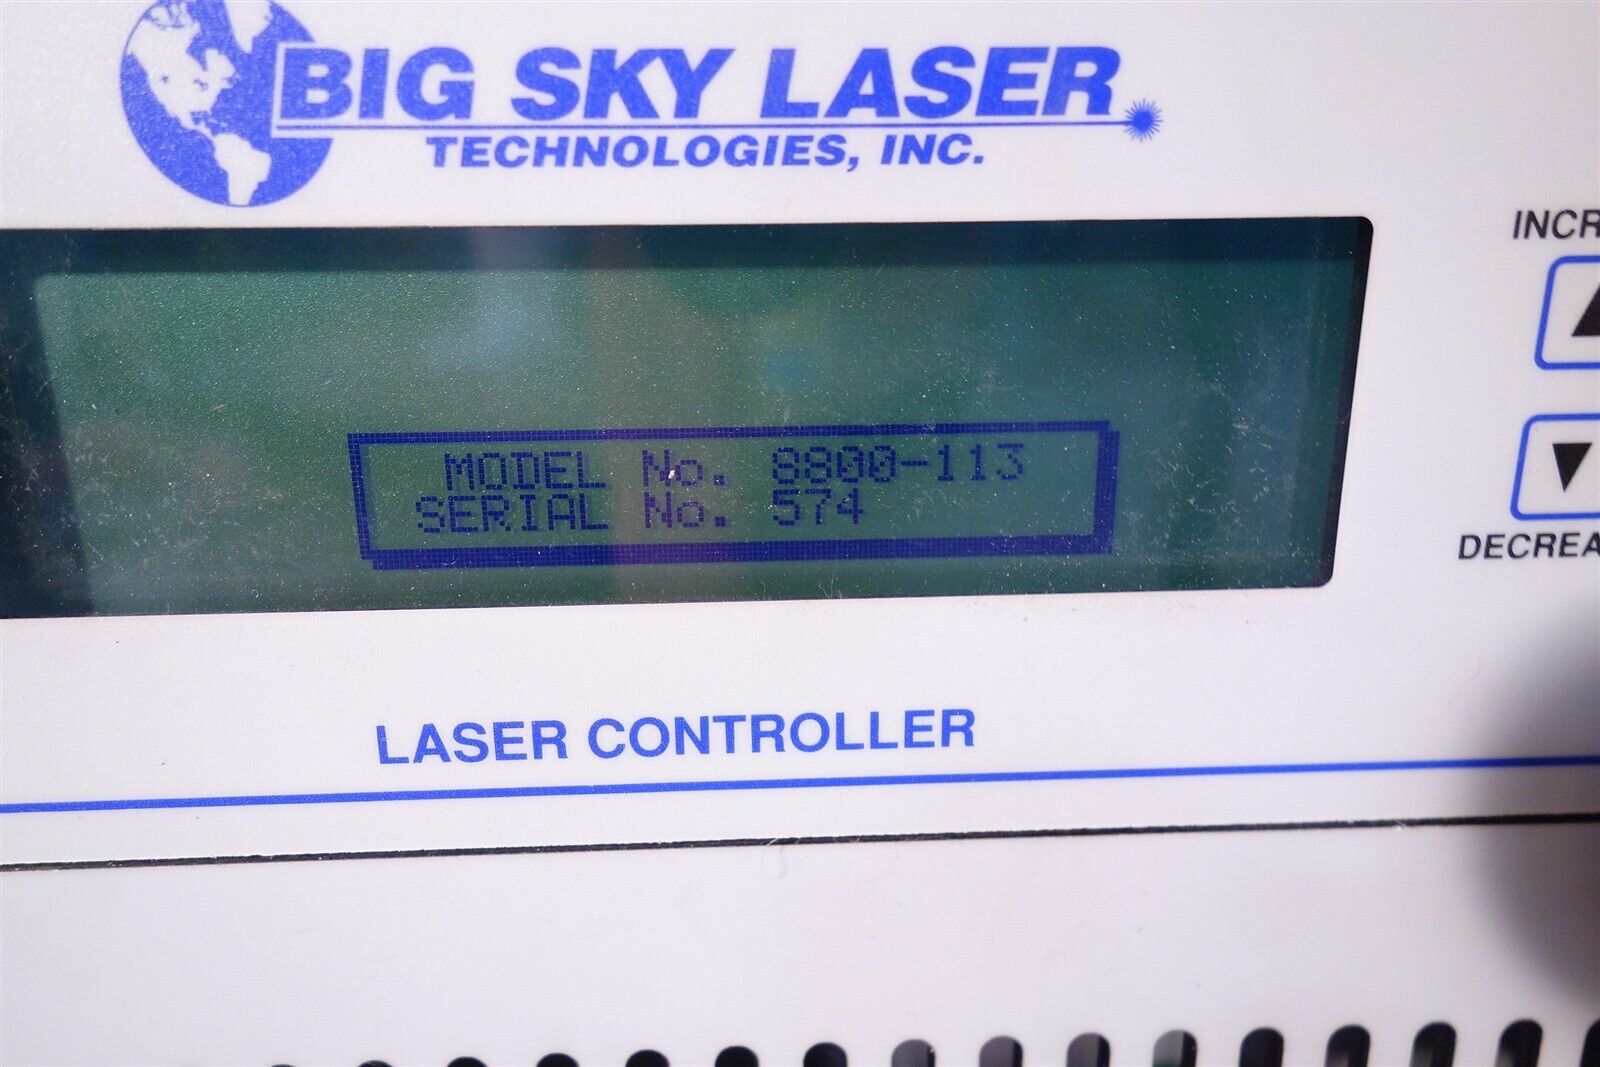 BIG SKY LASER
TECHNOLOGIES, INC.
INCR
MODEL No. 8800-113
SERIAL No. 574
DECREA
LASER CONTROLLER